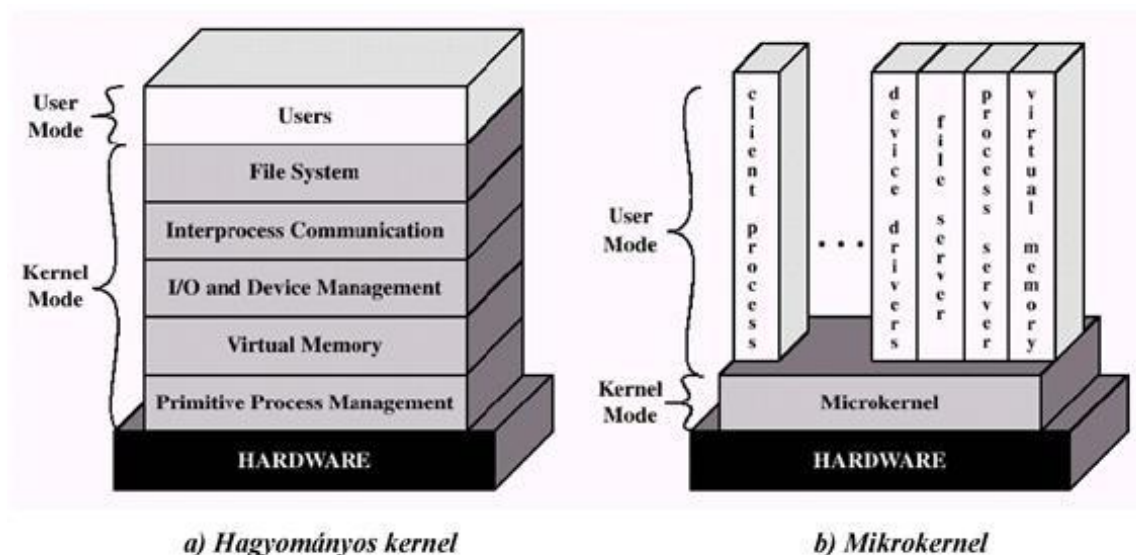 User
Mode
Users
File System
Interprocess Communication
Kernel
Mode
I/O and Device Management
Virtual Memory
Primitive Process Management
HARDWARE
a) Hagyományos kernel
User
Mode
client process
...
device drivers
file server
process server
virtual memory
Kernel
Mode
Microkernel
HARDWARE
b) Mikrokernel